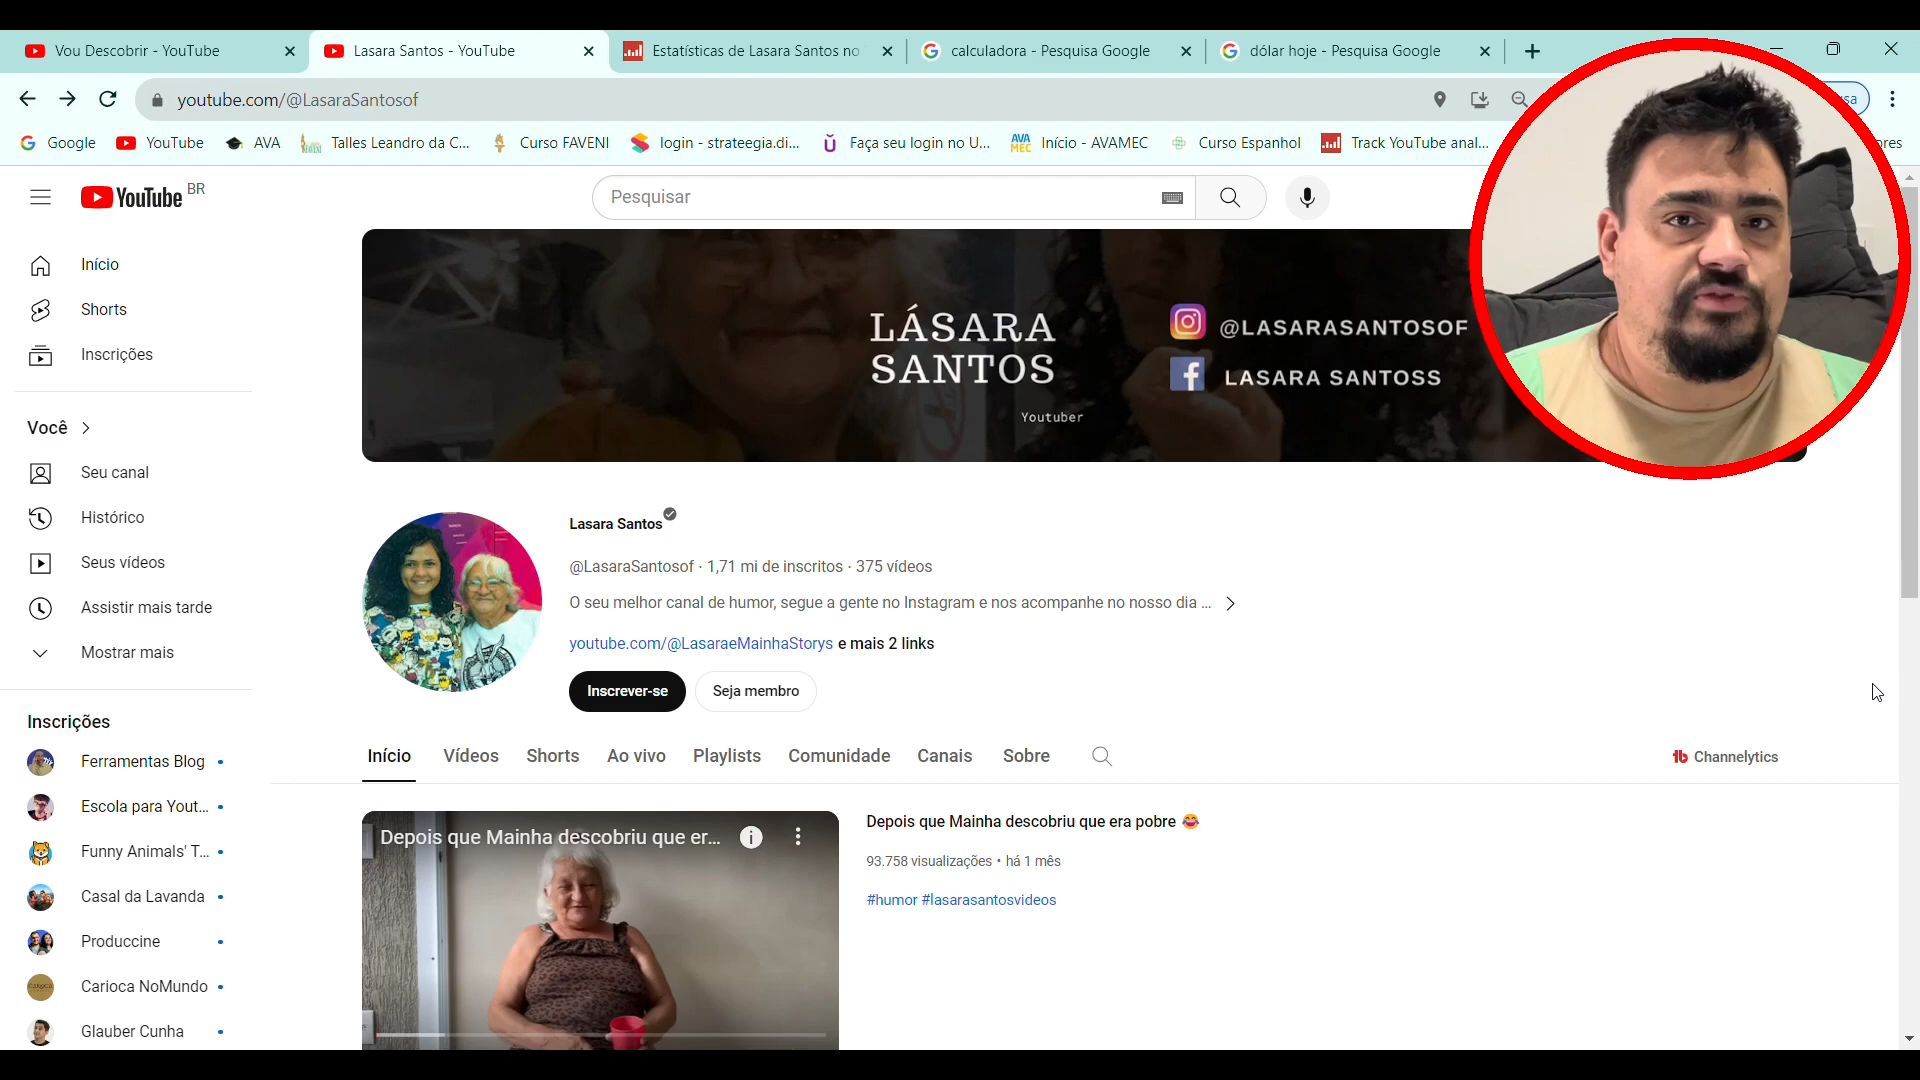 Vou Descobrir - YouTube
Lasara Santos - YouTube
Estatísticas de Lasara Santos no
calculadora - Pesquisa Google
dólar hoje - Pesquisa Google
youtube.com/@LasaraSantosof
Google
YouTube
AVA
Talles Leandro da C...
Curso FAVENI
login - strateegia.di...
Faça seu login no U...
AVA MEC
Início - AVAMEC
Curso Espanhol
Track YouTube anal...
YouTube BR
Pesquisar
Início
Shorts
Inscrições
Você
Seu canal
Histórico
Seus vídeos
Assistir mais tarde
Mostrar mais
Inscrições
Ferramentas Blog
Escola para Yout...
Funny Animals' T...
Casal da Lavanda
Produccine
Carioca NoMundo
Glauber Cunha
LÁSARA
SANTOS
Youtuber
@LASARASANTOSOF
LASARA SANTOSS
Lasara Santos
@LasaraSantosof · 1,71 mi de inscritos · 375 vídeos
O seu melhor canal de humor, segue a gente no Instagram e nos acompanhe no nosso dia ...
youtube.com/@LasaraeMainhaStorys e mais 2 links
Inscrever-se
Seja membro
Início
Vídeos
Shorts
Ao vivo
Playlists
Comunidade
Canais
Sobre
Channelytics
Depois que Mainha descobriu que er...
Depois que Mainha descobriu que era pobre 😂
93.758 visualizações • há 1 mês
#humor #lasarasantosvideos